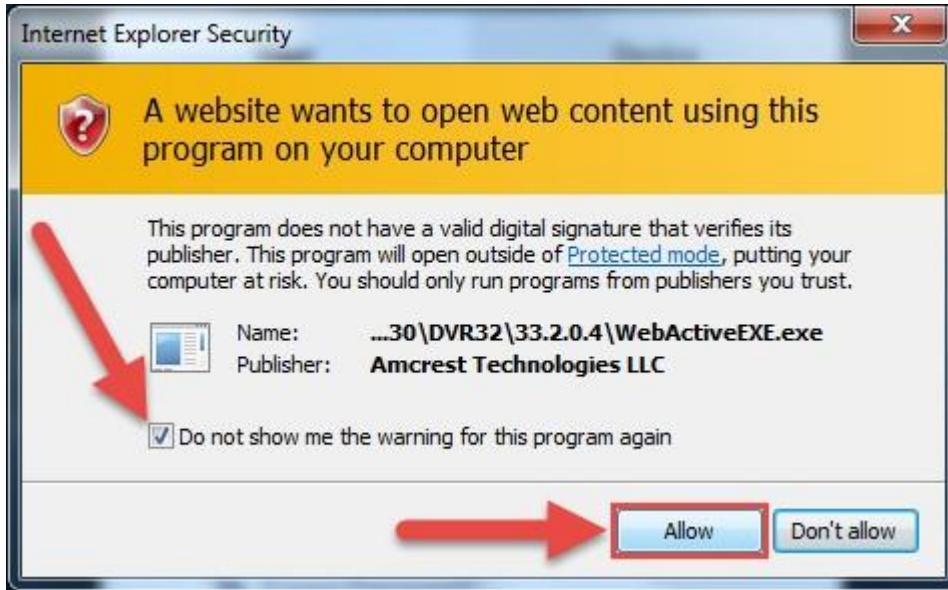 Internet Explorer Security
A website wants to open web content using this
program on your computer
This program does not have a valid digital signature that verifies its
publisher. This program will open outside of Protected mode, putting your
computer at risk. You should only run programs from publishers you trust.
Name: ...30\DVR32\33.2.0.4\WebActiveEXE.exe
Publisher: Amcrest Technologies LLC
Do not show me the warning for this program again
Allow Don't allow